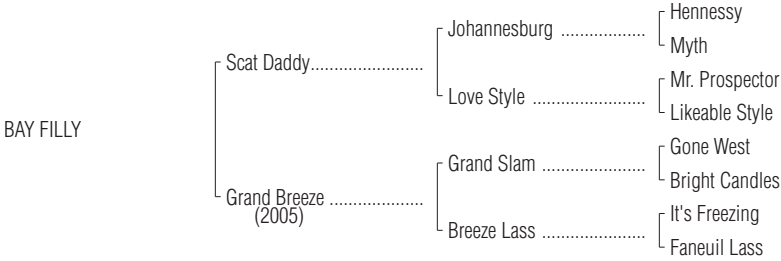 Hennessy
Johannesburg ....................
Myth
Scat Daddy.......................
Mr. Prospector
Love Style ........................
Likeable Style
BAY FILLY
Gone West
Grand Slam ......................
Bright Candles
Grand Breeze ...................
(2005)
It's Freezing
Breeze Lass ......................
Faneuil Lass